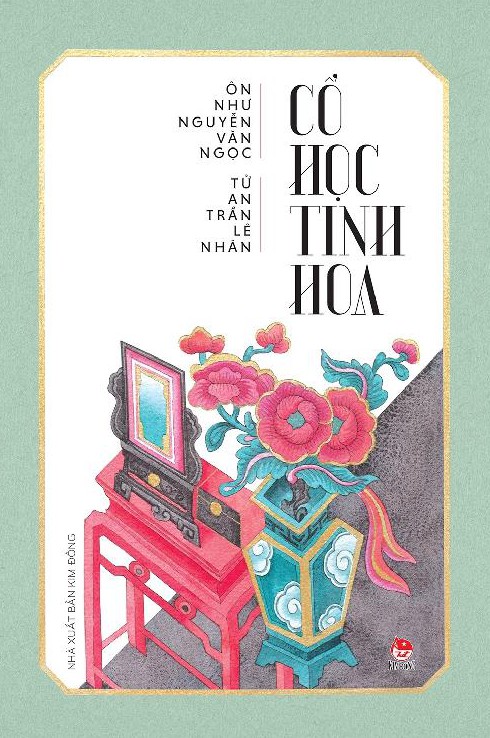 ÔN
NHƯ
NGUYỄN
VĂN
NGỌC
TỬ
AN
TRẦN
LÊ
NHÂN
CỔ
HỌC
TINH
HOA
NHÀ XUẤT BẢN KIM ĐỒNG